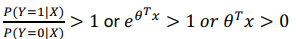 P(Y=1|X)/P(Y=0|X) > 1 or e^{θ^T x} > 1 or θ^T x > 0